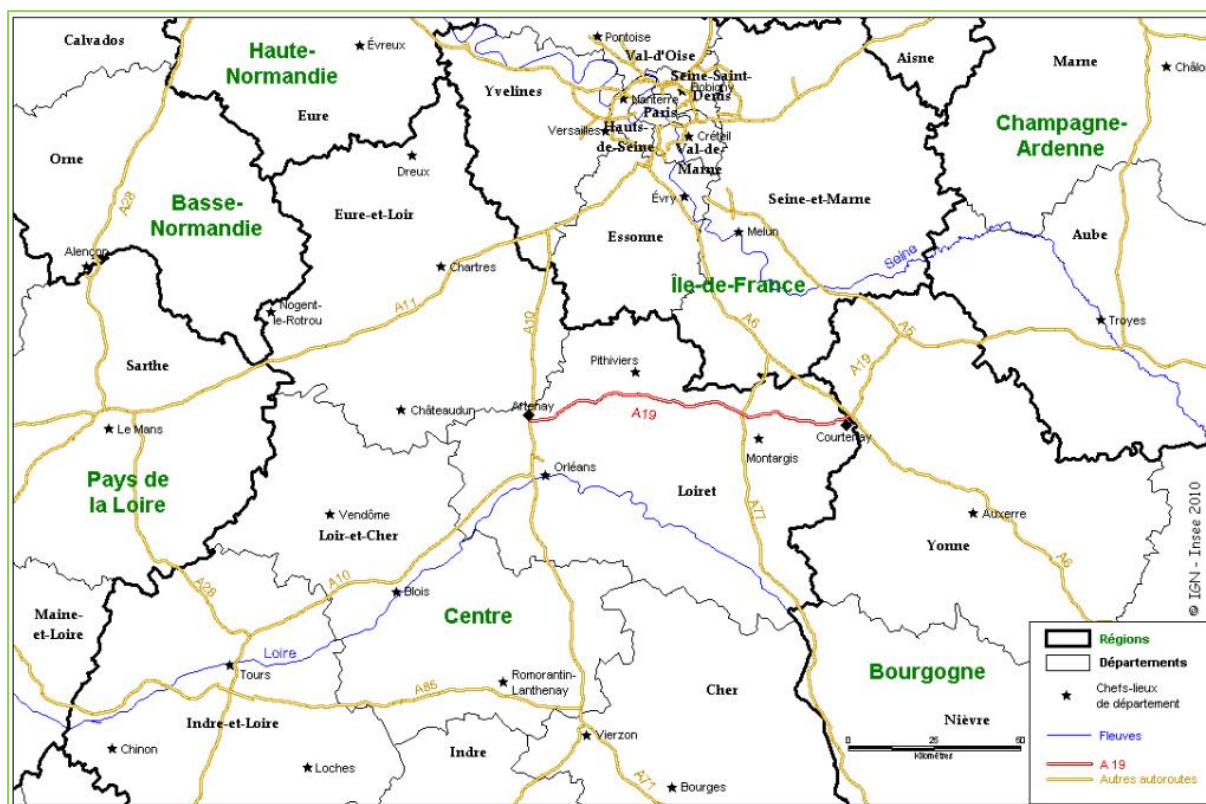 Calvados
Haute-
Normandie
Évreux
Eure
Pontoise
Val-d'Oise
Seine-Saint-
Denis
Bobigny
Yvelines
Nanterre
Paris
Versailles
Hauts-
de-Seine
Créteil
Val-de-
Marne
Aisne
Marne
Châlon
Champagne-
Ardenne
Orne
Dreux
A28
Basse-
Normandie
Eure-et-Loir
Évry
Seine-et-Marne
Essonne
Melun
Aube
Alençon
Chartres
Seine
Île-de-France
Nogent-
le-Rotrou
A11
A10
A6
A5
Troyes
Sarthe
Pithiviers
A19
Châteaudun
Artenay
A19
Le Mans
Courtenay
Montargis
Pays de
la Loire
Orléans
Loiret
A77
Vendôme
Loir-et-Cher
Auxerre
Yonne
A6
A28
A10
Blois
Maine-
et-Loire
Centre
Loire
Tours
Romorantin-
Lanthenay
A85
Cher
Bourgogne
Indre-et-Loire
Nièvre
Chinon
Loches
Indre
Vierzon
A71
Bourges
© IGN - Insee 2010
Régions
Départements
Chefs-lieux
de département
Fleuves
A 19
Autres autoroutes
0 25 50
kilomètres